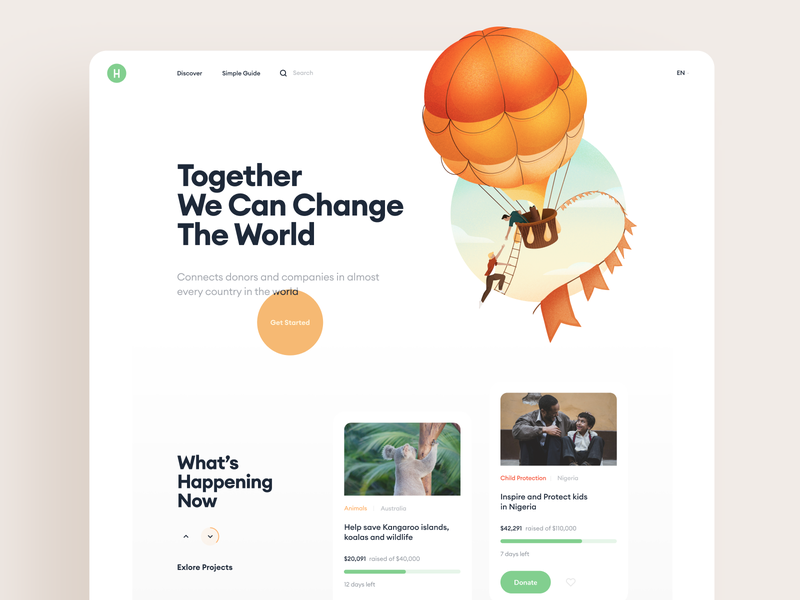 H
Discover
Simple Guide
Search
EN
Together
We Can Change
The World
Connects donors and companies in almost
every country in the world
Get Started
What's
Happening
Now
Exlore Projects
Animals
Australia
Help save Kangaroo islands,
koalas and wildlife
$20,091 raised of $40,000
12 days left
Child Protection
Nigeria
Inspire and Protect kids
in Nigeria
$42,291 raised of $110,000
7 days left
Donate